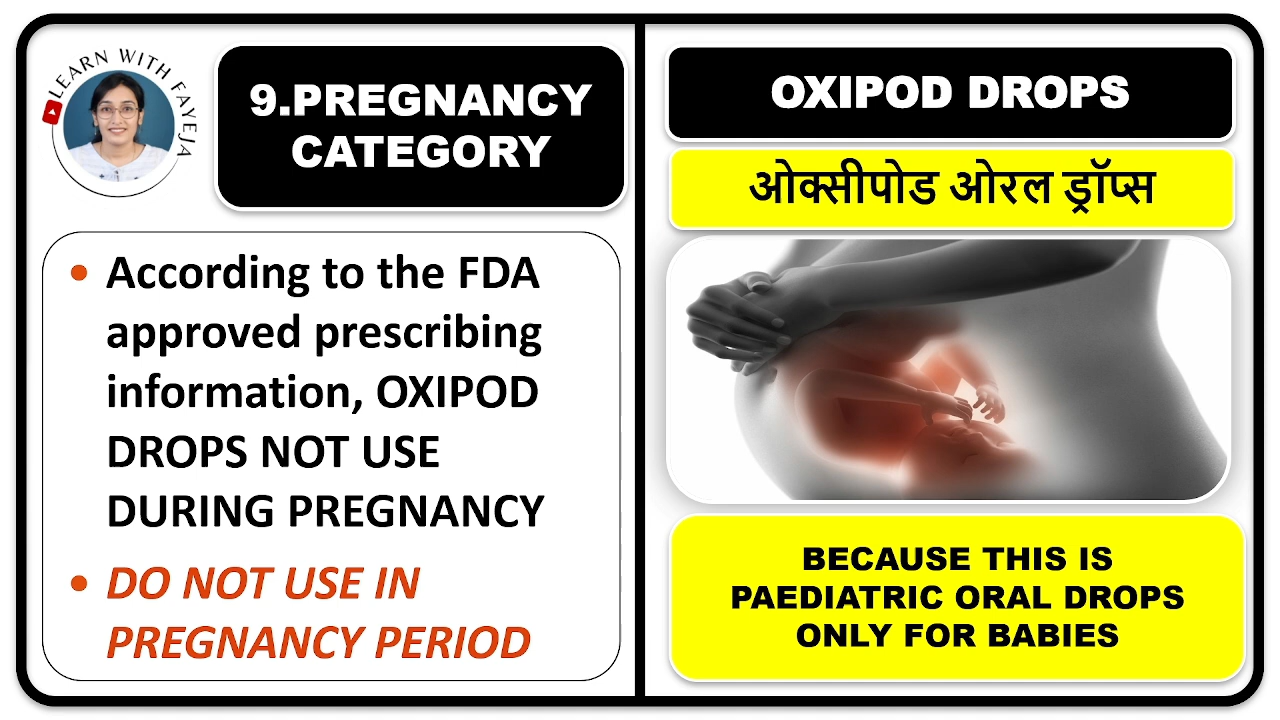 LEARN WITH FAYEJA
9.PREGNANCY
CATEGORY
• According to the FDA
approved prescribing
information, OXIPOD
DROPS NOT USE
DURING PREGNANCY
• DO NOT USE IN
PREGNANCY PERIOD
OXIPOD DROPS
ओक्सीपोड ओरल ड्रॉप्स
BECAUSE THIS IS
PAEDIATRIC ORAL DROPS
ONLY FOR BABIES